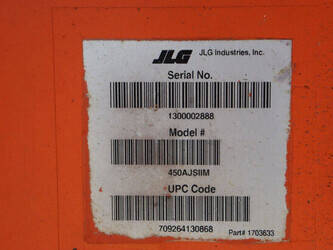 JLG JLG Industries, Inc.
Serial No.
1300002888
Model #
450AJSIIM
UPC Code
709264130868
Part# 1703633